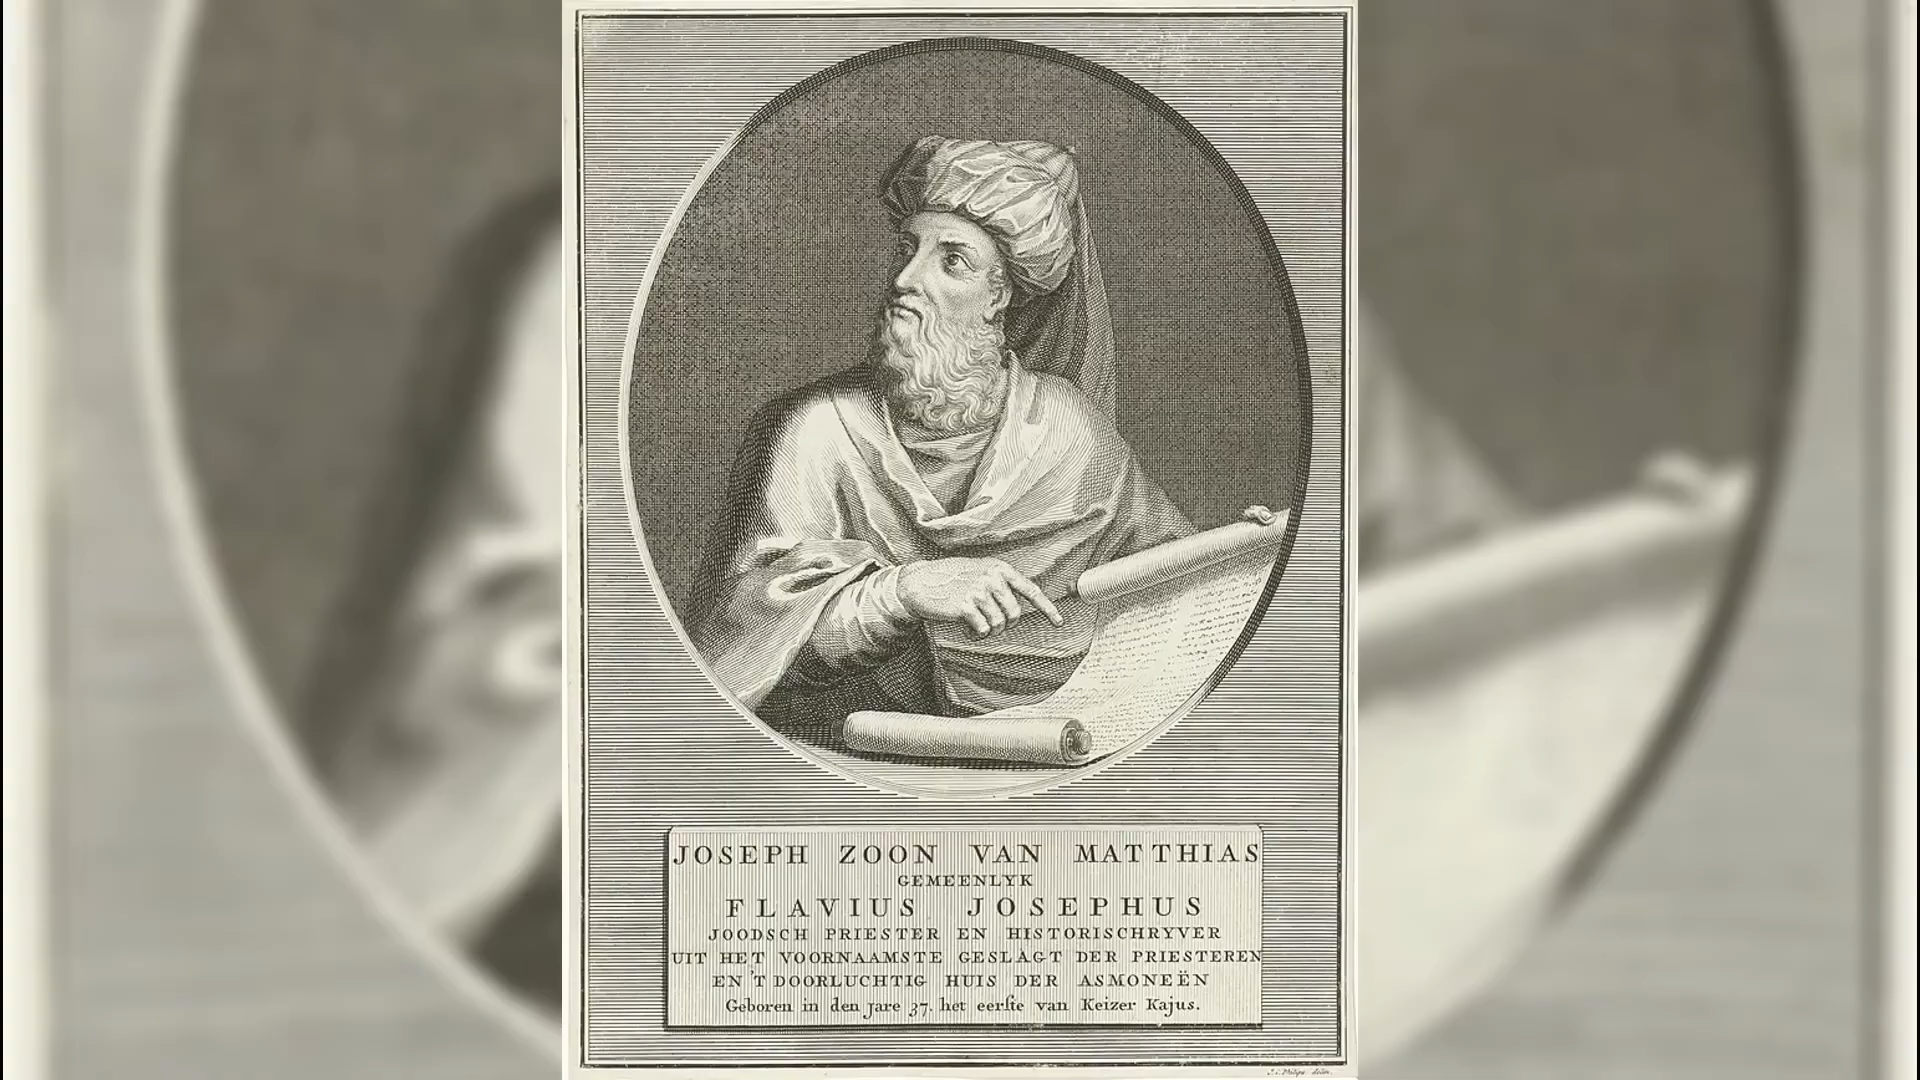 JOSEPH ZOON VAN MATTHIAS
GEMEENLYK
FLAVIUS JOSEPHUS
JOODSCH PRIESTER EN HISTORISCHRYVER
UIT HET VOORNAAMSTE GESLAGT DER PRIESTEREN
EN 'T DOORLUCHTIG HUIS DER ASMONEËN
Geboren in den Jare 37. het eerſte van Keizer Kajus.